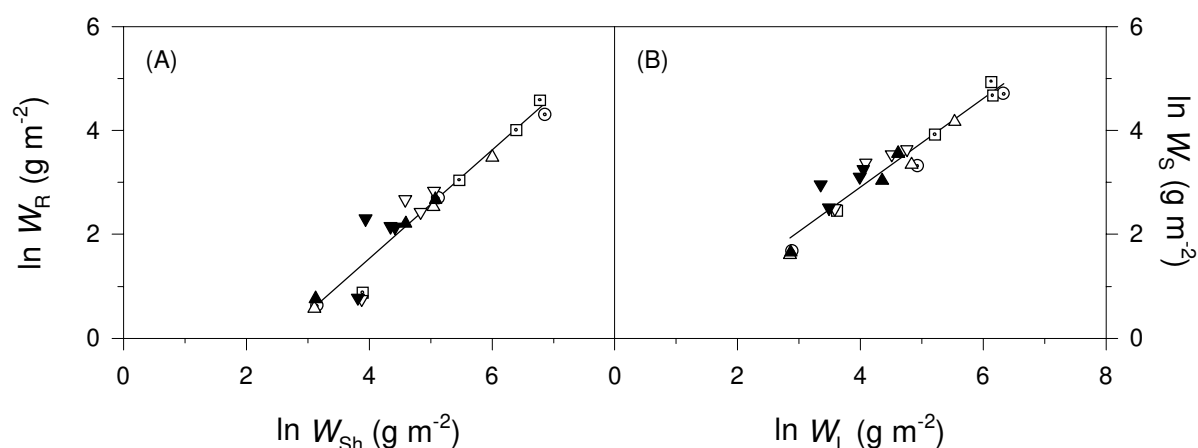 6
4
2
0
ln W_R (g m^-2)
(A)
(B)
6
4
2
0
ln W_S (g m^-2)
0 2 4 6 0 2 4 6 8
ln W_Sh (g m^-2)
ln W_L (g m^-2)